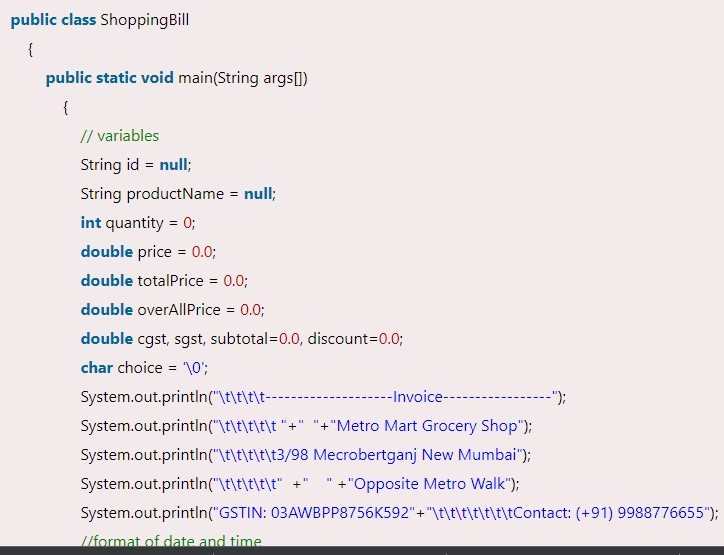 public class ShoppingBill
{
public static void main(String args[])
{
// variables
String id = null;
String productName = null;
int quantity = 0;
double price = 0.0;
double totalPrice = 0.0;
double overAllPrice = 0.0;
double cgst, sgst, subtotal=0.0, discount=0.0;
char choice = '\0';
System.out.println("\t\t\t\t--------------------Invoice-----------------");
System.out.println("\t\t\t\t\t "+"  "+"Metro Mart Grocery Shop");
System.out.println("\t\t\t\t\t3/98 Mecrobertganj New Mumbai");
System.out.println("\t\t\t\t\t"  +"    " +"Opposite Metro Walk");
System.out.println("GSTIN: 03AWBPP8756K592"+"\t\t\t\t\t\t\tContact: (+91) 9988776655");
//format of date and time